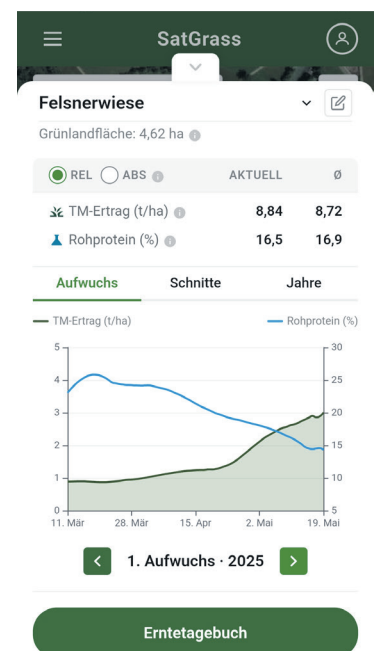 SatGrass
Felsnerwiese
Grünlandfläche: 4,62 ha
REL ABS AKTUELL Ø
TM-Ertrag (t/ha) 8,84 8,72
Rohprotein (%) 16,5 16,9
Aufwuchs Schnitte Jahre
TM-Ertrag (t/ha) Rohprotein (%)
5 30
4 25
3 20
2 15
1 10
0 5
11. Mär 28. Mär 15. Apr 2. Mai 19. Mai
1. Aufwuchs · 2025
Erntetagebuch